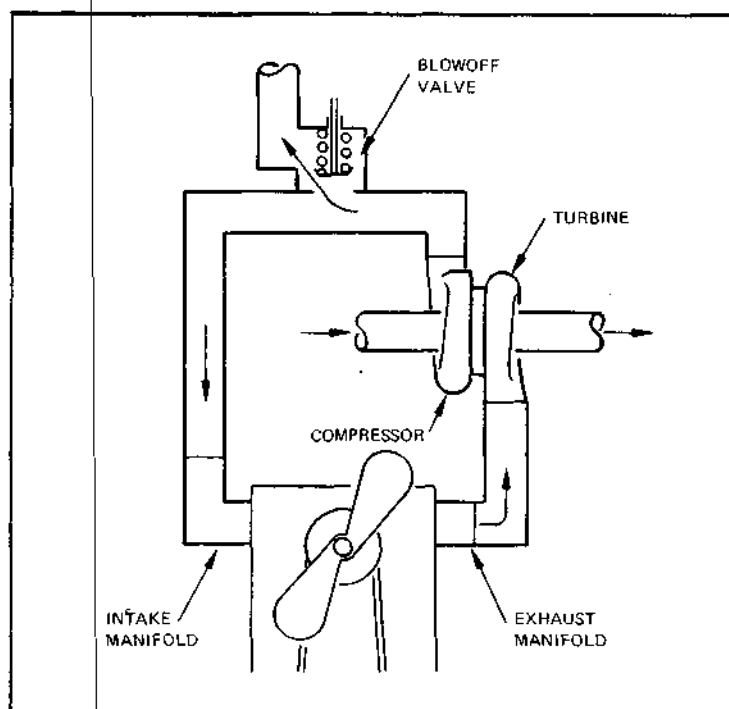 BLOWOFF
VALVE
TURBINE
COMPRESSOR
INTAKE
MANIFOLD
EXHAUST
MANIFOLD